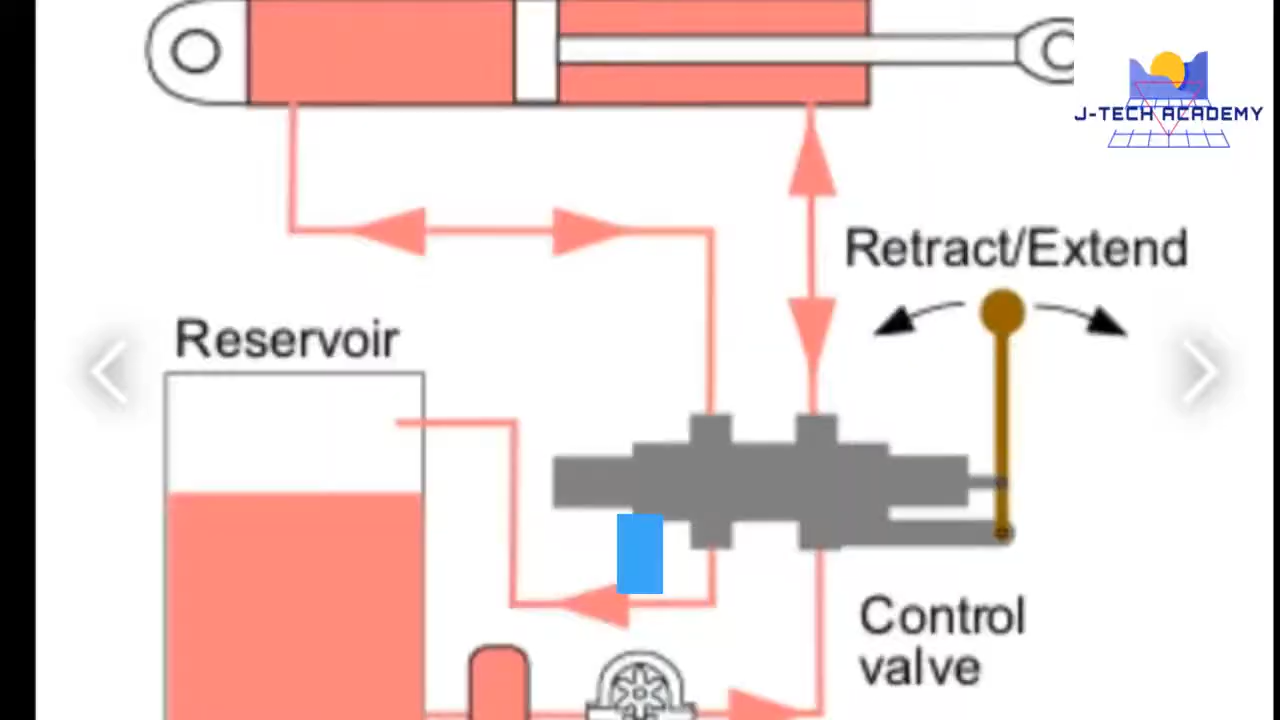 J-TECH ACADEMY
Retract/Extend
Reservoir
Control
valve